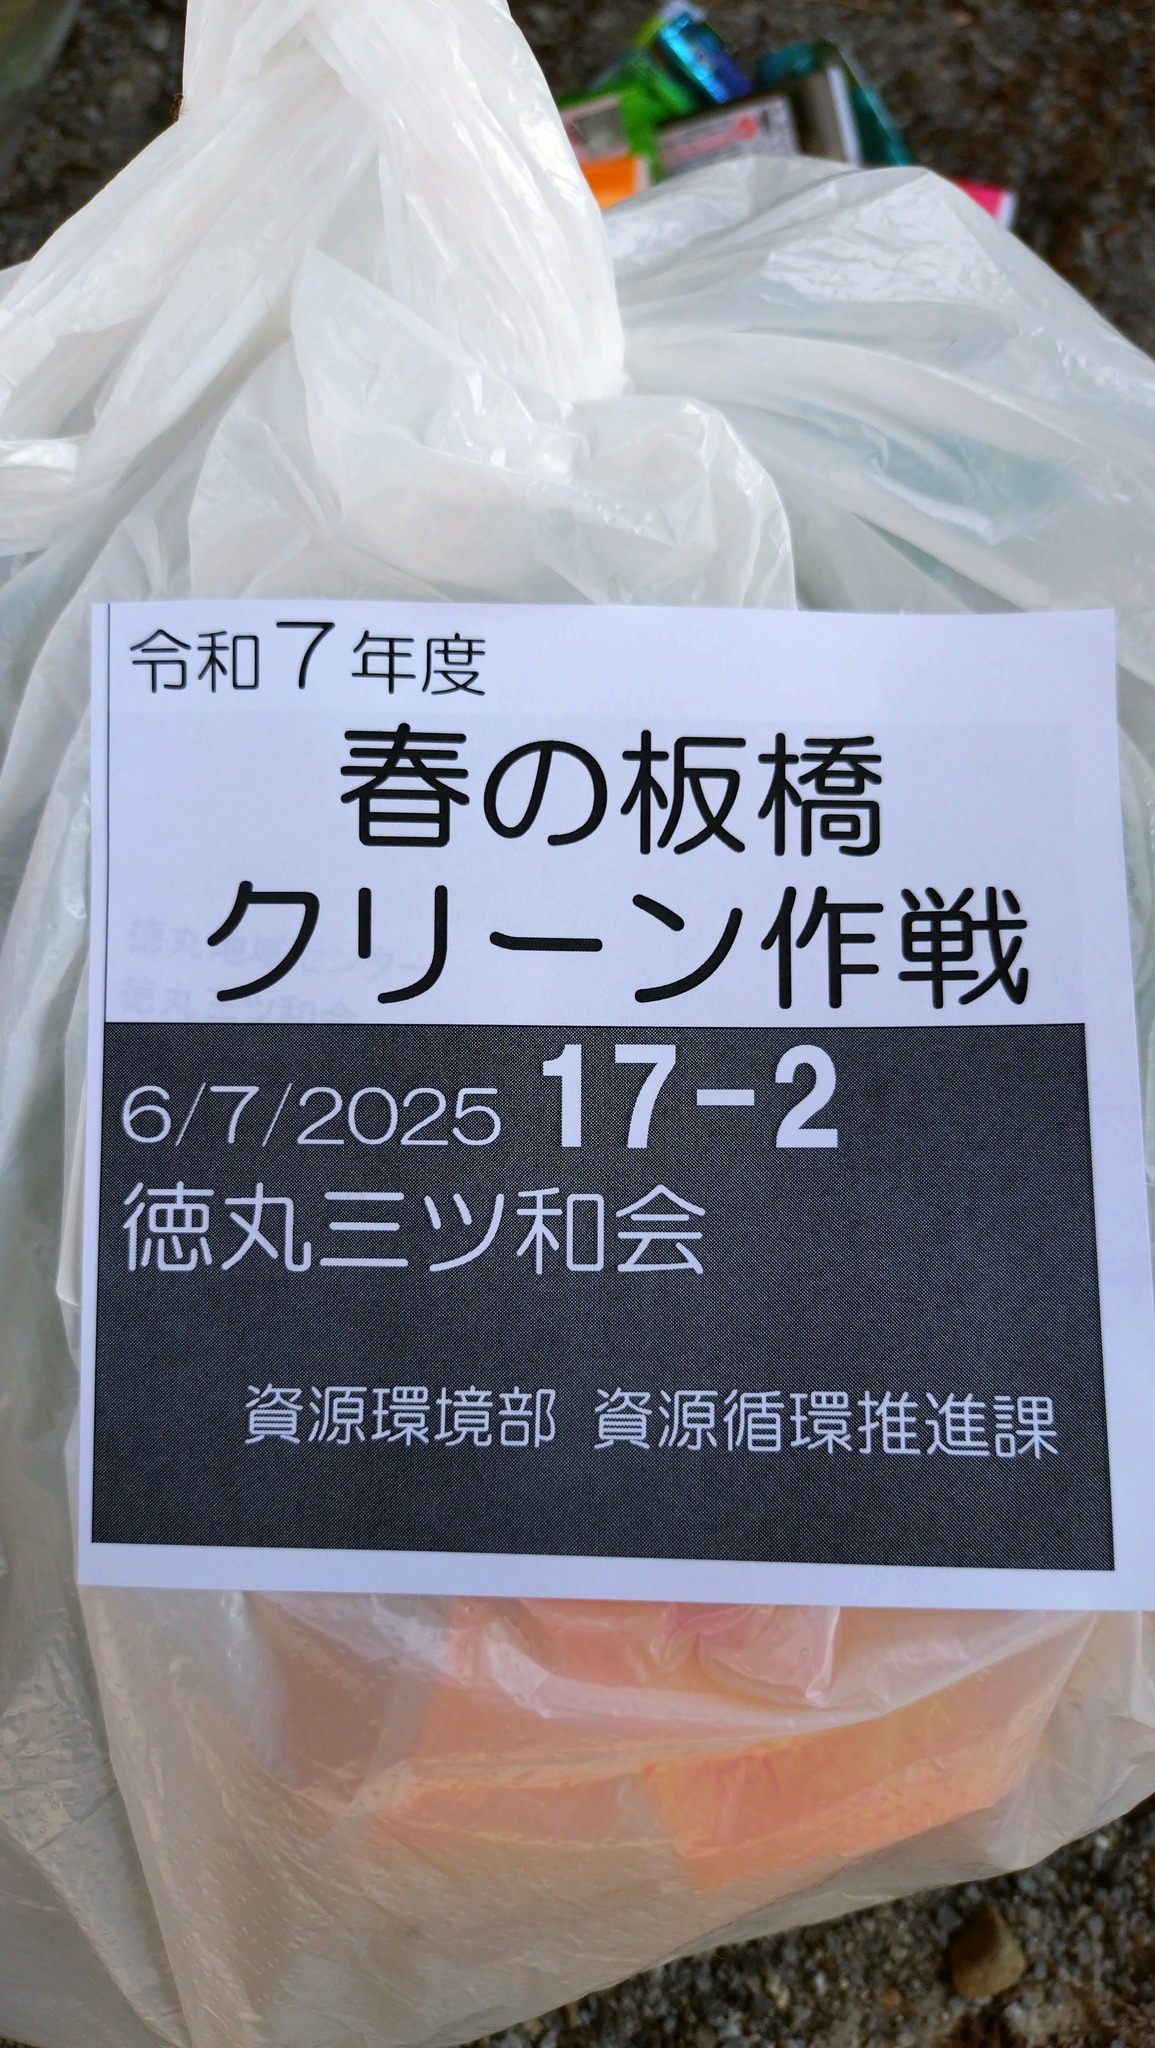 令和7年度
春の板橋
クリーン作戦
6/7/2025 17-2
徳丸三ツ和会
資源環境部 資源循環推進課